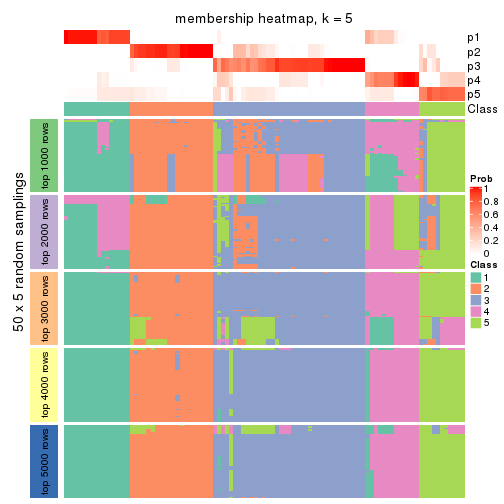 membership heatmap, k = 5
p1
p2
p3
p4
p5
Class
50 x 5 random samplings
top 1000 rows
top 2000 rows
top 3000 rows
top 4000 rows
top 5000 rows
Prob
1
0.8
0.6
0.4
0.2
0
Class
1
2
3
4
5